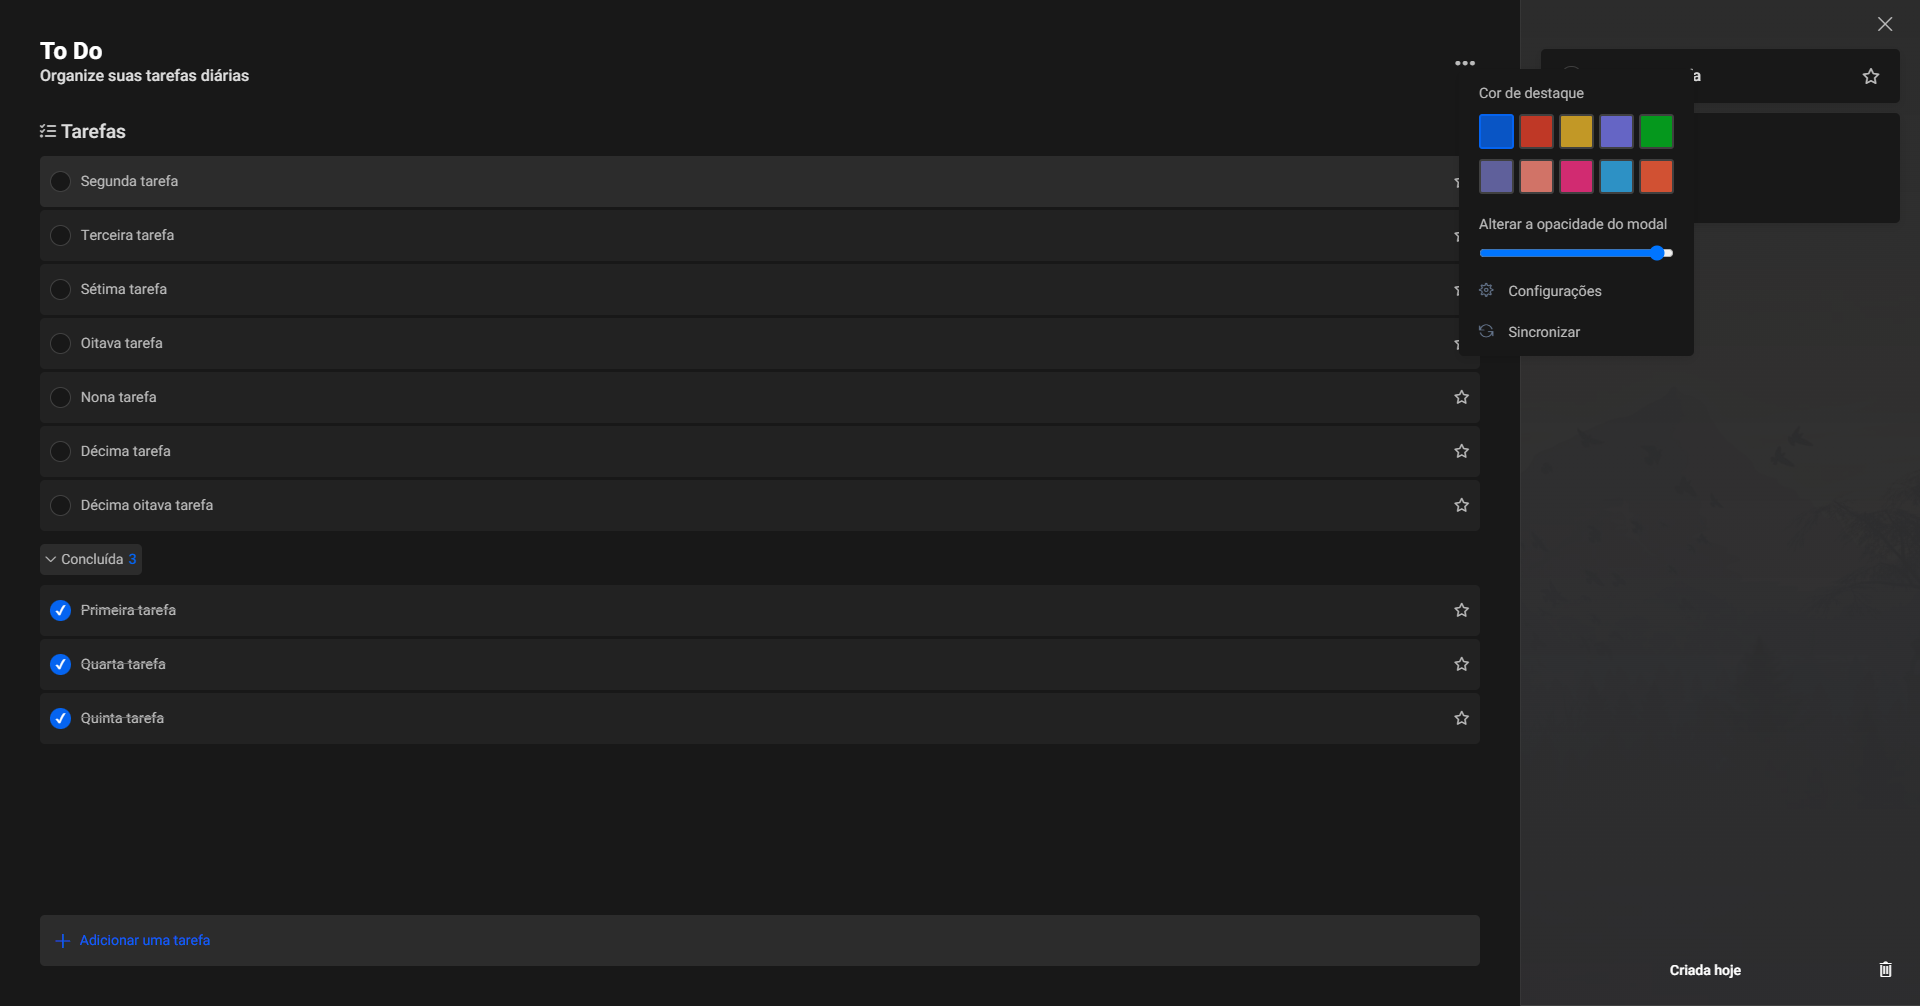 To Do
Organize suas tarefas diárias
Tarefas
Segunda tarefa
Terceira tarefa
Sétima tarefa
Oitava tarefa
Nona tarefa
Décima tarefa
Décima oitava tarefa
Concluída 3
Primeira tarefa
Quarta tarefa
Quinta tarefa
Adicionar uma tarefa
Cor de destaque
Alterar a opacidade do modal
Configurações
Sincronizar
Criada hoje